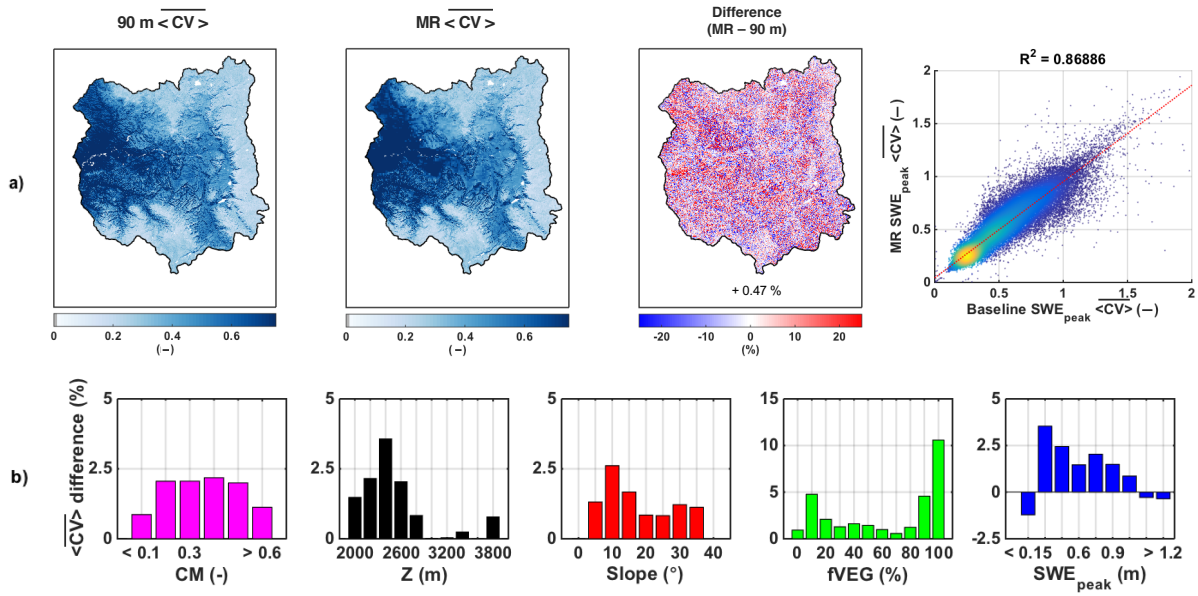 90 m <CV>
MR <CV>
Difference
(MR – 90 m)
R² = 0.86886
a)
+ 0.47 %
0 0.2 0.4 0.6
(–)
0 0.2 0.4 0.6
(–)
-20 -10 0 10 20
(%)
2
1.5
1
0.5
0
MR SWEpeak <CV> (—)
0 0.5 1 1.5 2
Baseline SWEpeak <CV> (—)
b)
<CV> difference (%)
5
2.5
0
< 0.1 0.3 > 0.6
CM (-)
5
2.5
0
2000 2600 3200 3800
Z (m)
5
2.5
0
0 10 20 30 40
Slope (°)
15
10
5
0
0 20 40 60 80 100
fVEG (%)
5
2.5
0
-2.5
< 0.15 0.6 0.9 > 1.2
SWEpeak (m)